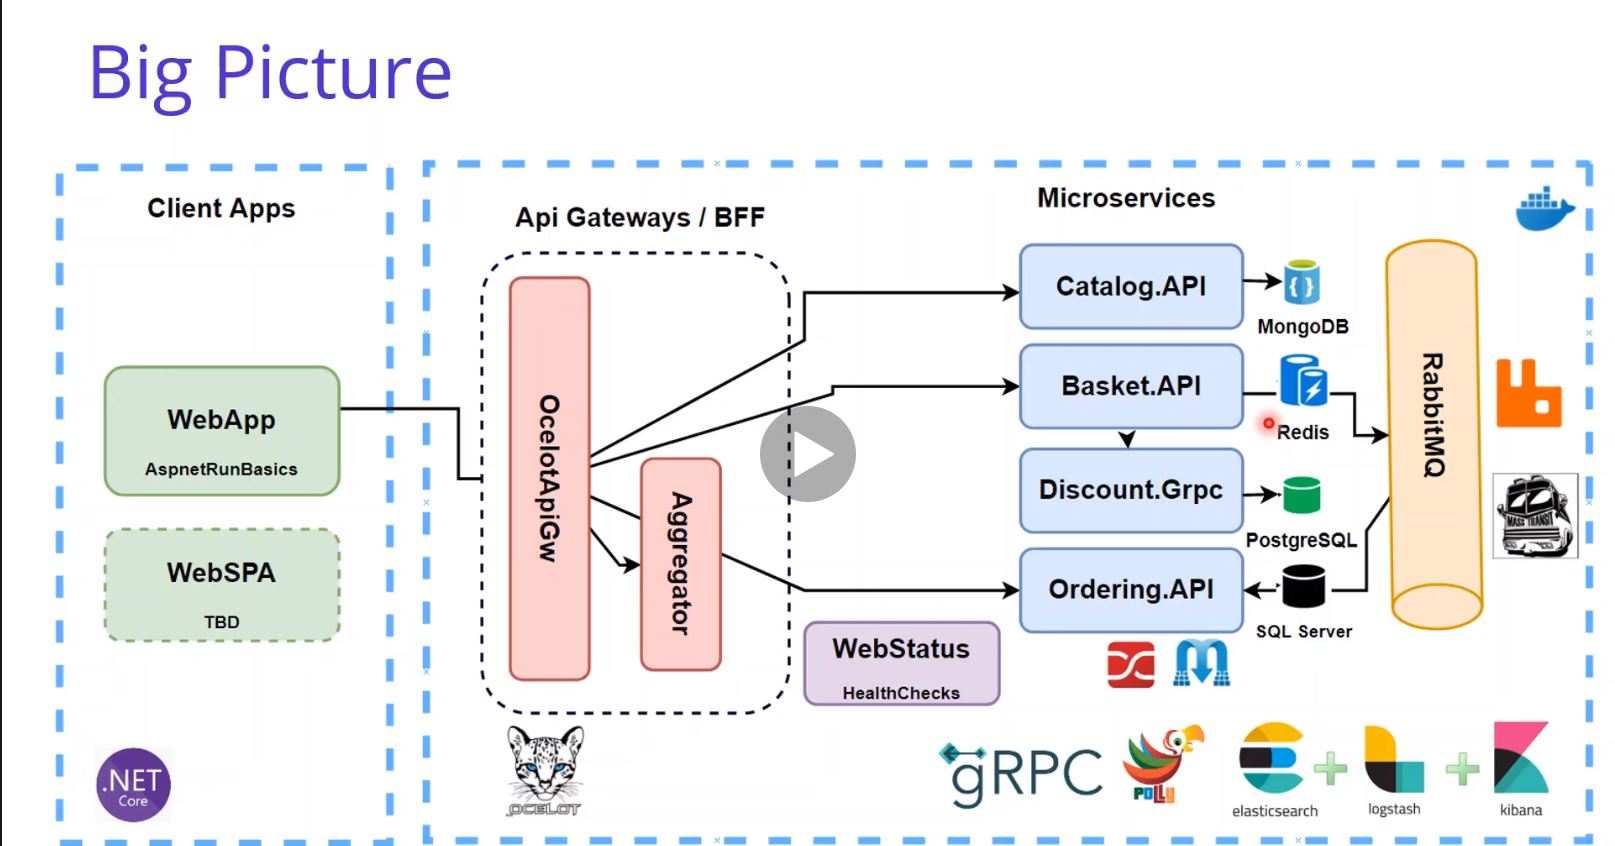 Big Picture
Client Apps
WebApp
AspnetRunBasics
WebSPA
TBD
.NET
Core
Api Gateways / BFF
OcelotApiGw
Aggregator
OCELOT
Microservices
Catalog.API
MongoDB
Basket.API
Redis
Discount.Grpc
PostgreSQL
Ordering.API
SQL Server
RabbitMQ
MASS TRANSIT
WebStatus
HealthChecks
gRPC
POLLY
elasticsearch
logstash
kibana